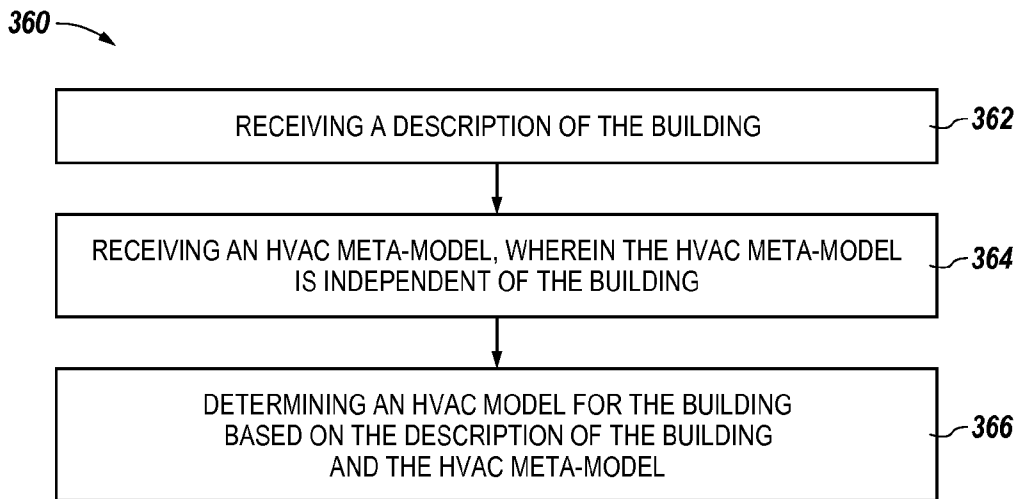 360
RECEIVING A DESCRIPTION OF THE BUILDING
362
RECEIVING AN HVAC META-MODEL, WHEREIN THE HVAC META-MODEL
IS INDEPENDENT OF THE BUILDING
364
DETERMINING AN HVAC MODEL FOR THE BUILDING
BASED ON THE DESCRIPTION OF THE BUILDING
AND THE HVAC META-MODEL
366